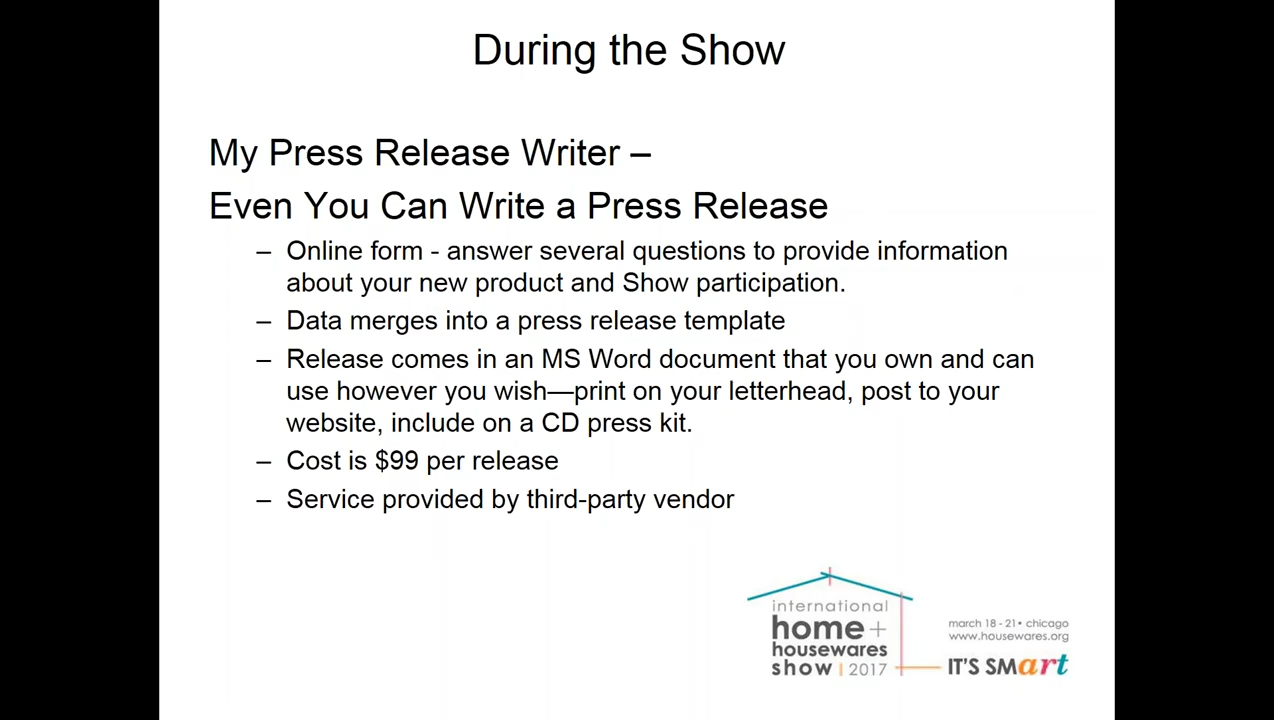 During the Show
My Press Release Writer –
Even You Can Write a Press Release
– Online form - answer several questions to provide information
about your new product and Show participation.
– Data merges into a press release template
– Release comes in an MS Word document that you own and can
use however you wish—print on your letterhead, post to your
website, include on a CD press kit.
– Cost is $99 per release
– Service provided by third-party vendor
international
home+
housewares
show | 2017
march 18 - 21 • chicago
www.housewares.org
IT'S SMart